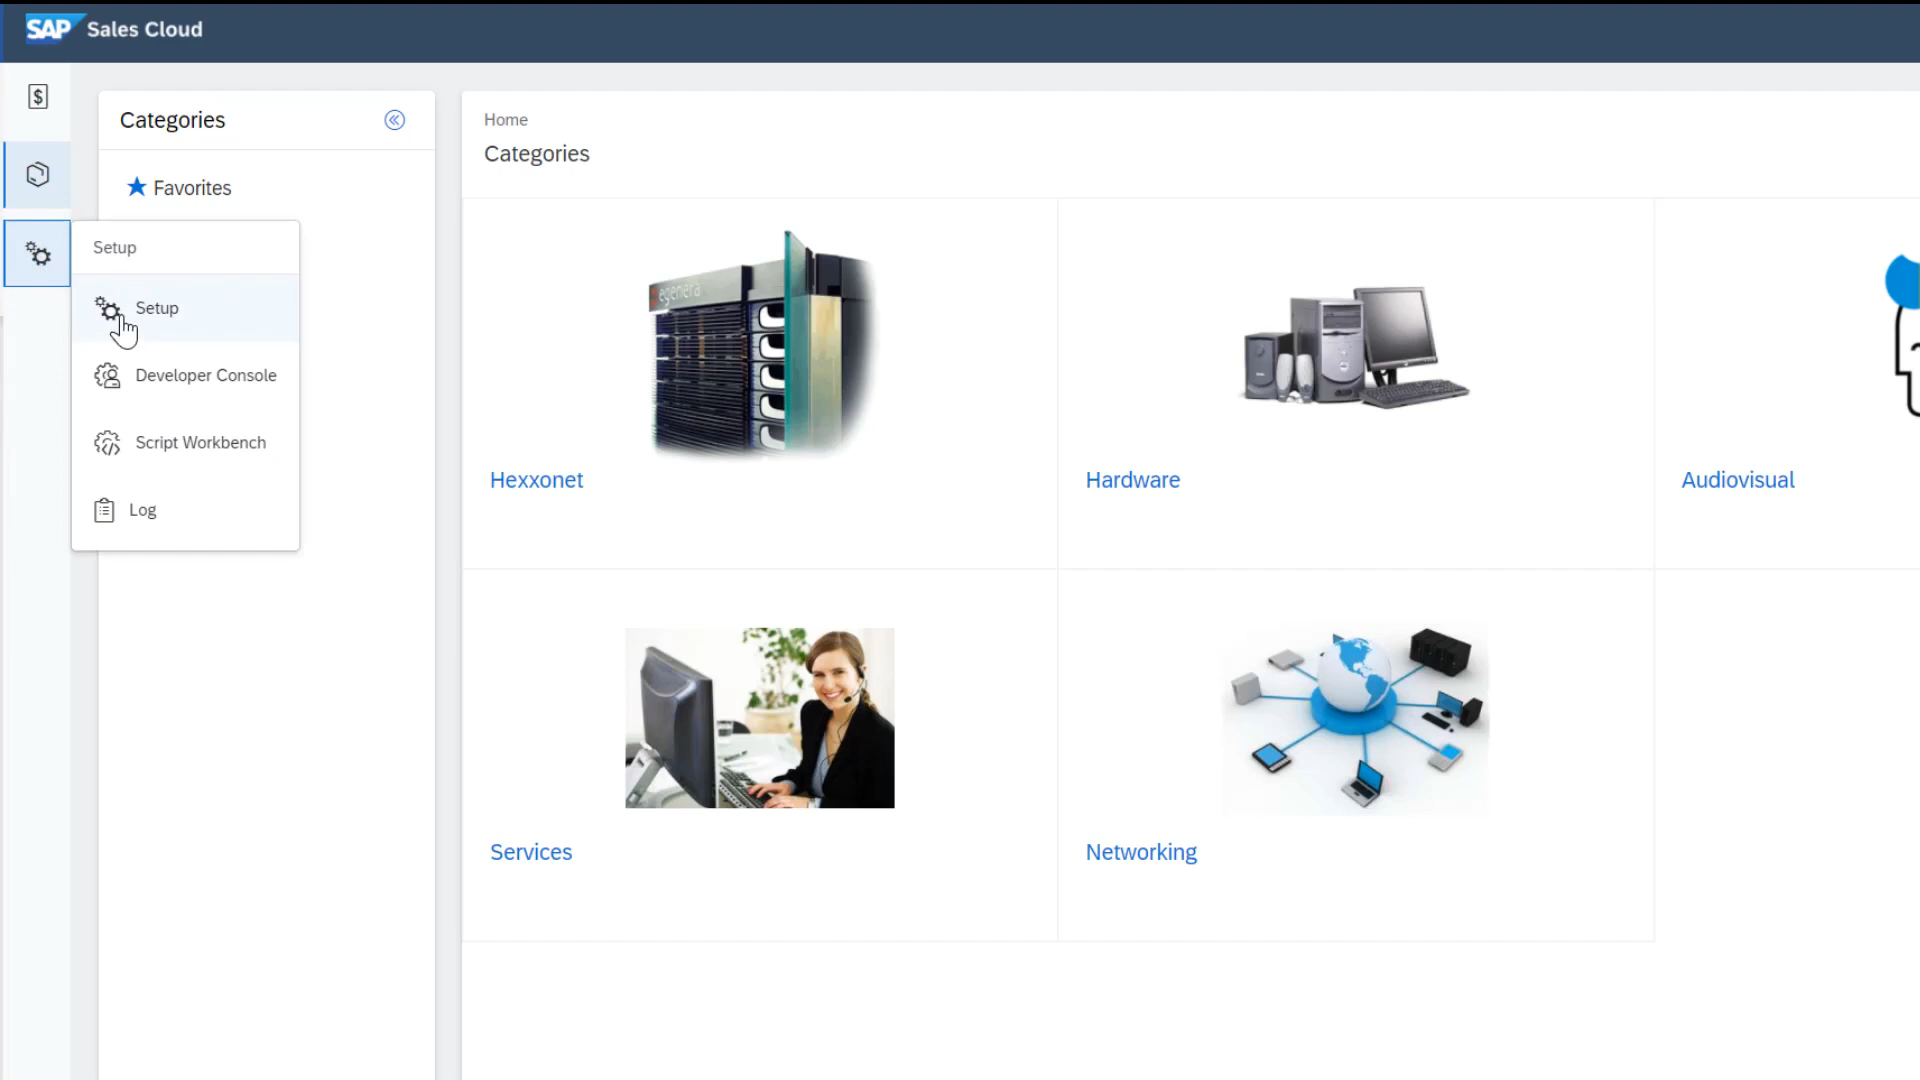 SAP Sales Cloud
Categories
Favorites
Setup
Setup
Developer Console
Script Workbench
Log
Home
Categories
egenera
Hexxonet
Hardware
Audiovisual
Services
Networking